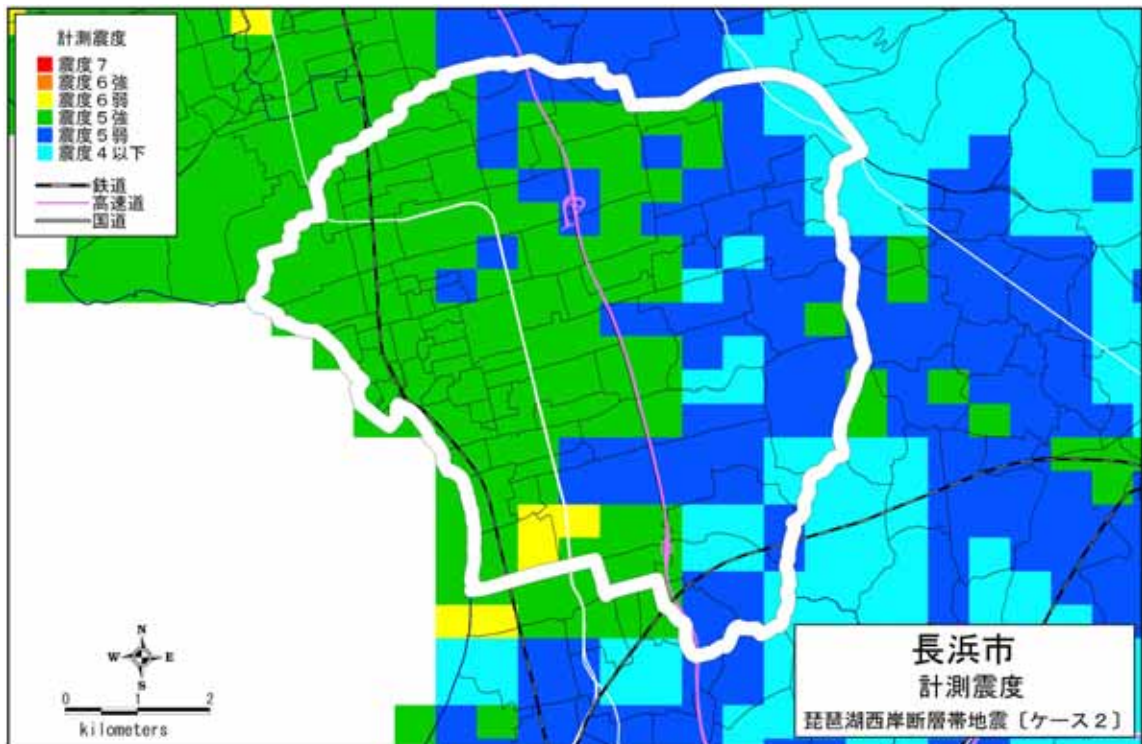 計測震度
震度7
震度6強
震度6弱
震度5強
震度5弱
震度4以下
鉄道
高速道
国道
N
W E
S
0 1 2
kilometers
長浜市
計測震度
琵琶湖西岸断層帯地震〔ケース2〕